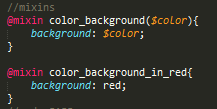 //mixins
@mixin color_background($color){
    background: $color;
}
@mixin color_background_in_red{
    background: red;
}